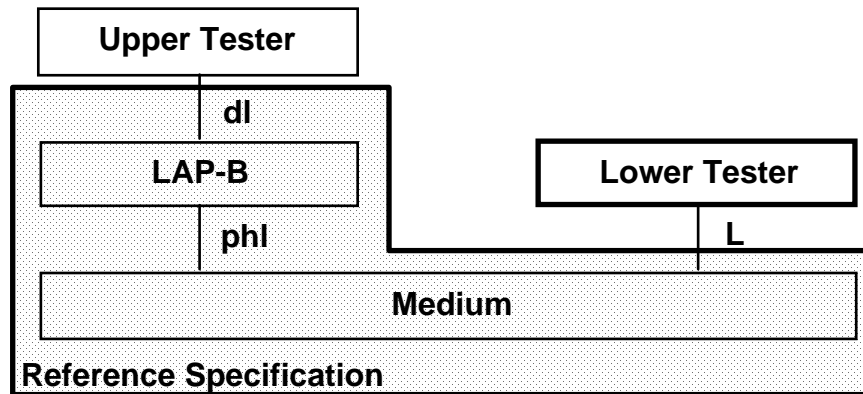 Upper Tester
dl
LAP-B
Lower Tester
phl
L
Medium
Reference Specification